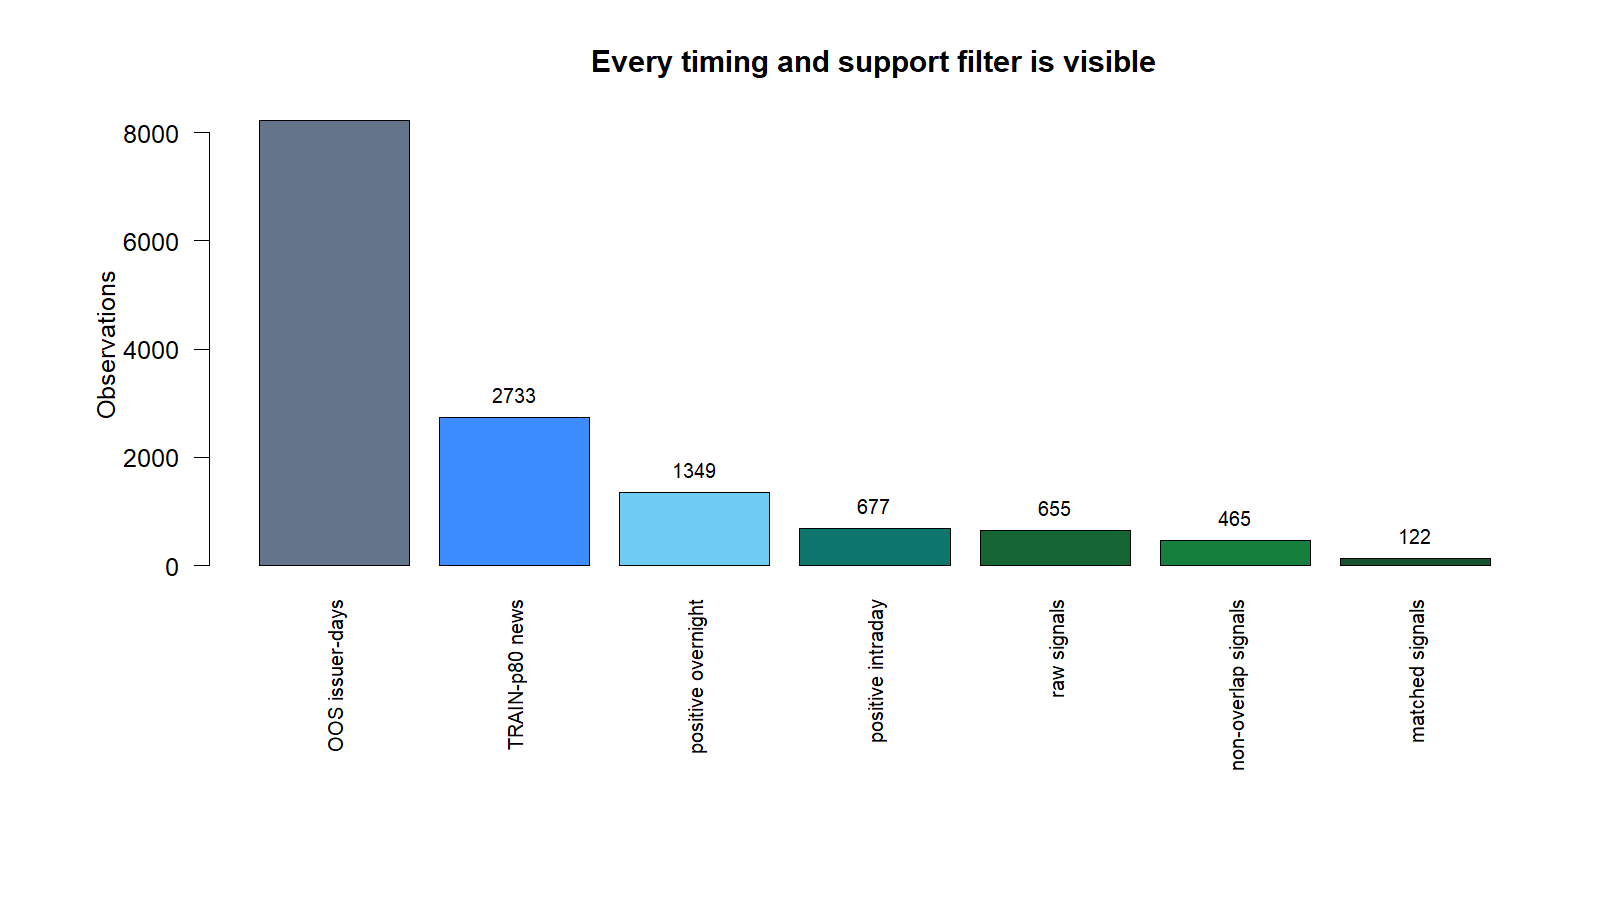 Every timing and support filter is visible
Observations
8000
6000
4000
2000
0
2733
1349
677
655
465
122
OOS issuer-days
TRAIN-p80 news
positive overnight
positive intraday
raw signals
non-overlap signals
matched signals